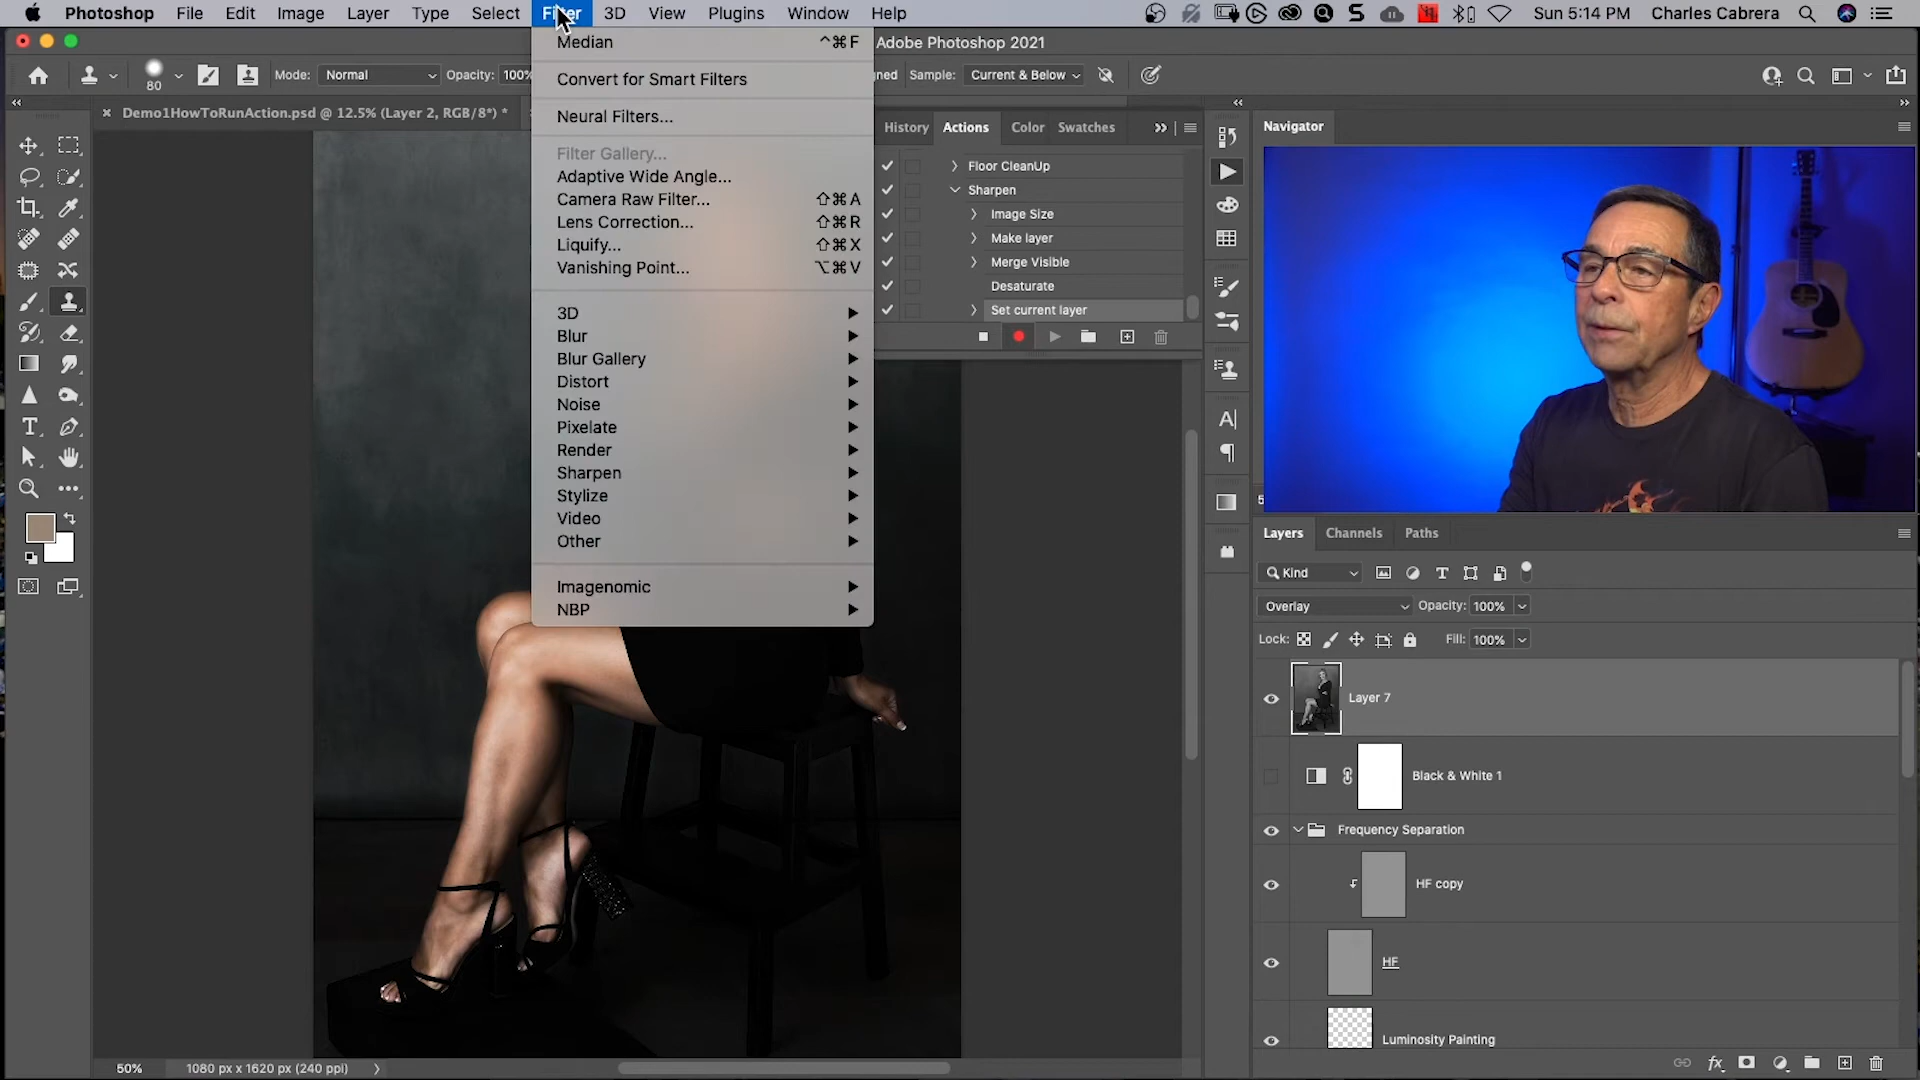 Photoshop File Edit Image Layer Type Select Filter 3D View Plugins Window Help Sun 5:14 PM Charles Cabrera
Adobe Photoshop 2021
80 Mode: Normal Opacity: 100% Sample: Current & Below
Demo1HowToRunAction.psd @ 12.5% (Layer 2, RGB/8*) *
Median ^⌘F
Convert for Smart Filters
Neural Filters...
Filter Gallery...
Adaptive Wide Angle...
Camera Raw Filter... ⇧⌘A
Lens Correction... ⇧⌘R
Liquify... ⇧⌘X
Vanishing Point... ⌥⌘V
3D
Blur
Blur Gallery
Distort
Noise
Pixelate
Render
Sharpen
Stylize
Video
Other
Imagenomic
NBP
History Actions Color Swatches
Floor CleanUp
Sharpen
Image Size
Make layer
Merge Visible
Desaturate
Set current layer
Navigator
Layers Channels Paths
Kind
Overlay Opacity: 100%
Lock: Fill: 100%
Layer 7
Black & White 1
Frequency Separation
HF copy
HF
Luminosity Painting
50% 1080 px x 1620 px (240 ppi)